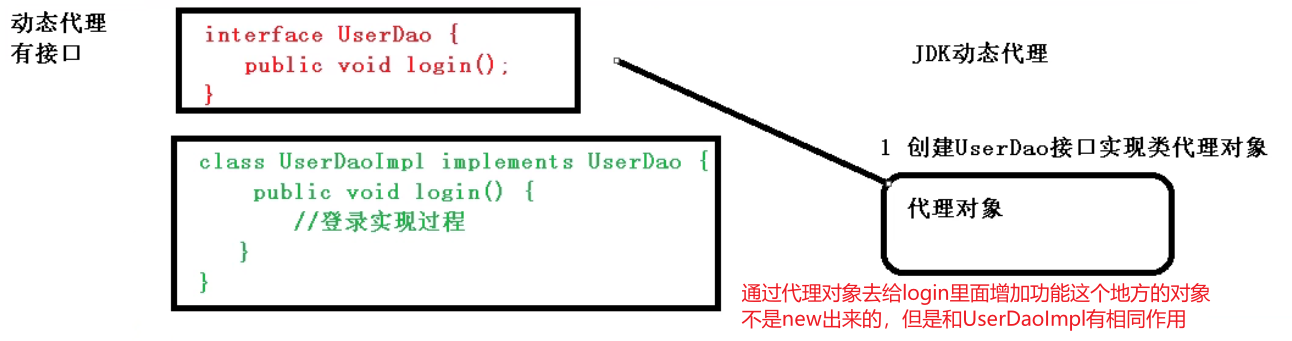 动态代理
有接口
interface UserDao {
public void login();
}
class UserDaoImpl implements UserDao {
public void login() {
//登录实现过程
}
}
JDK动态代理
1 创建UserDao接口实现类代理对象
代理对象
通过代理对象去给login里面增加功能这个地方的对象
不是new出来的，但是和UserDaoImpl有相同作用